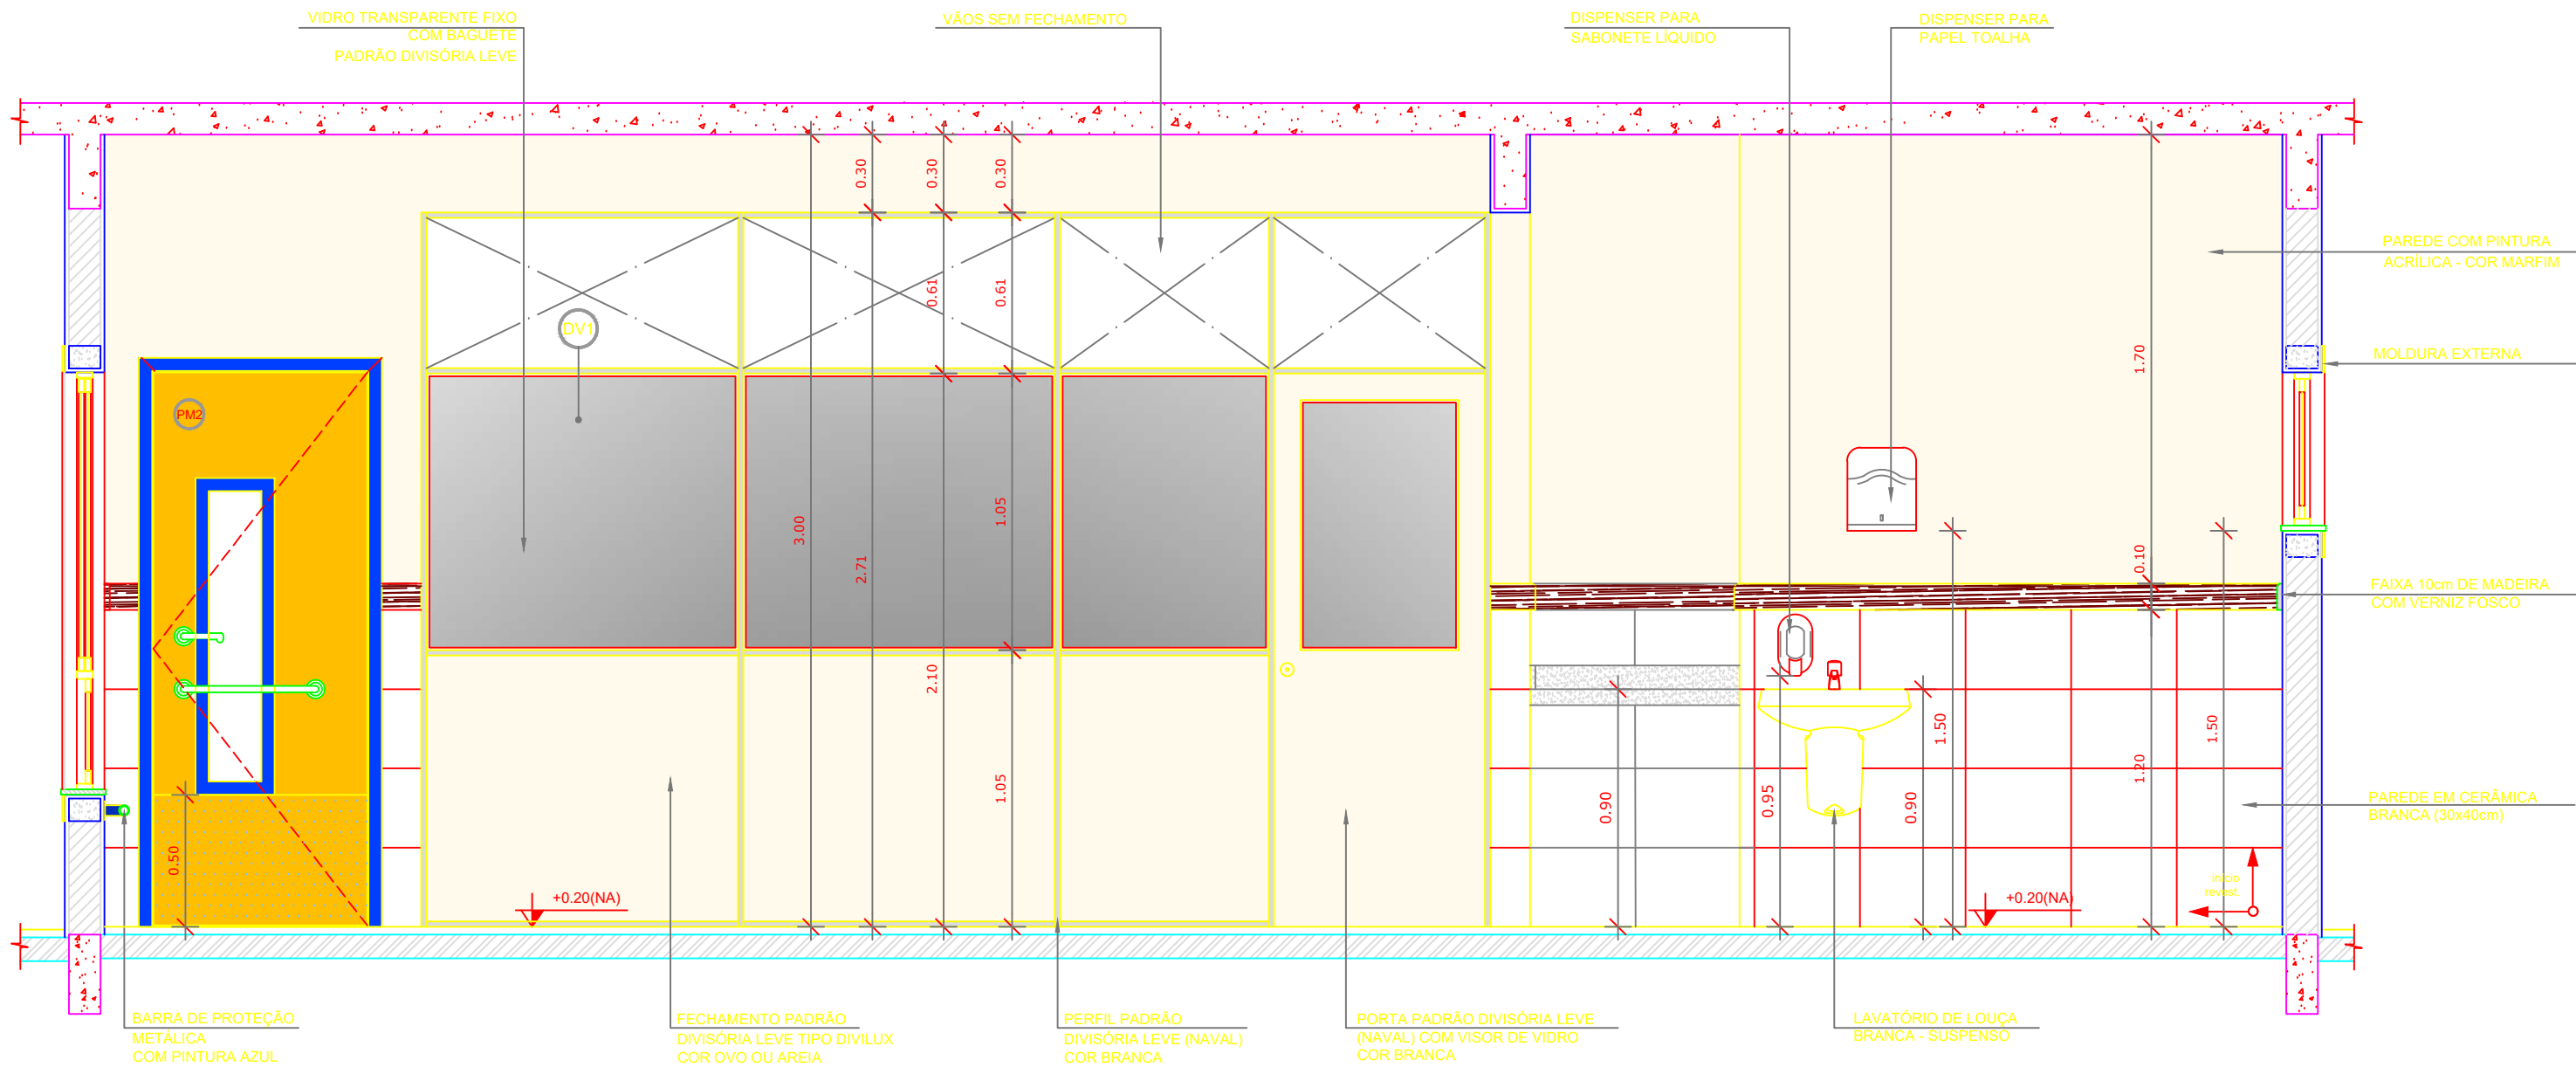 VIDRO TRANSPARENTE FIXO
COM BAGUETE
PADRÃO DIVISÓRIA LEVE
VÃOS SEM FECHAMENTO
DISPENSER PARA
SABONETE LÍQUIDO
DISPENSER PARA
PAPEL TOALHA
0.30
0.30
0.30
PAREDE COM PINTURA
ACRÍLICA - COR MARFIM
0.61
0.61
DV1
MOLDURA EXTERNA
1.70
PM2
1.05
3.00
2.71
0.10
FAIXA 10cm DE MADEIRA
COM VERNIZ FOSCO
2.10
1.05
0.90
0.95
0.90
1.50
1.20
1.50
PAREDE EM CERÂMICA
BRANCA (30x40cm)
0.50
início
revest.
+0.20(NA)
+0.20(NA)
BARRA DE PROTEÇÃO
METÁLICA
COM PINTURA AZUL
FECHAMENTO PADRÃO
DIVISÓRIA LEVE TIPO DIVILUX
COR OVO OU AREIA
PERFIL PADRÃO
DIVISÓRIA LEVE (NAVAL)
COR BRANCA
PORTA PADRÃO DIVISÓRIA LEVE
(NAVAL) COM VISOR DE VIDRO
COR BRANCA
LAVATÓRIO DE LOUÇA
BRANCA - SUSPENSO